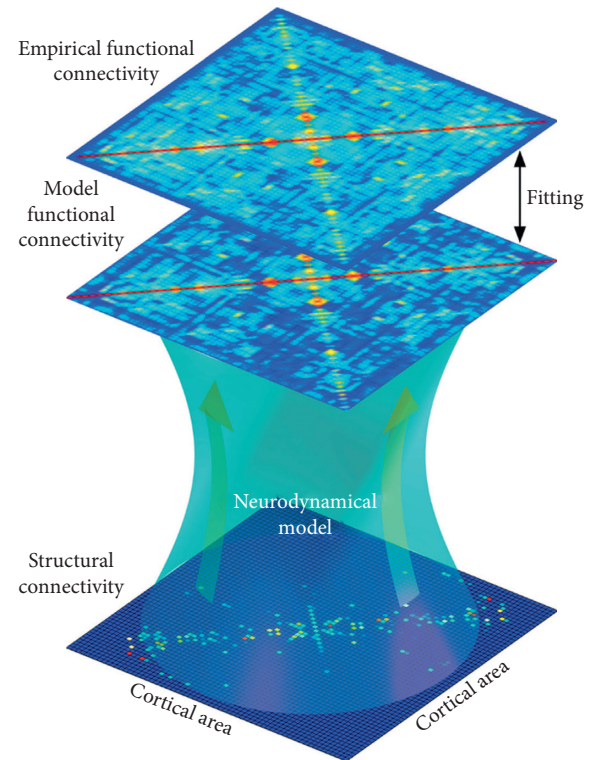 Empirical functional
connectivity
Model
functional
connectivity
Fitting
Neurodynamical
model
Structural
connectivity
Cortical area
Cortical area